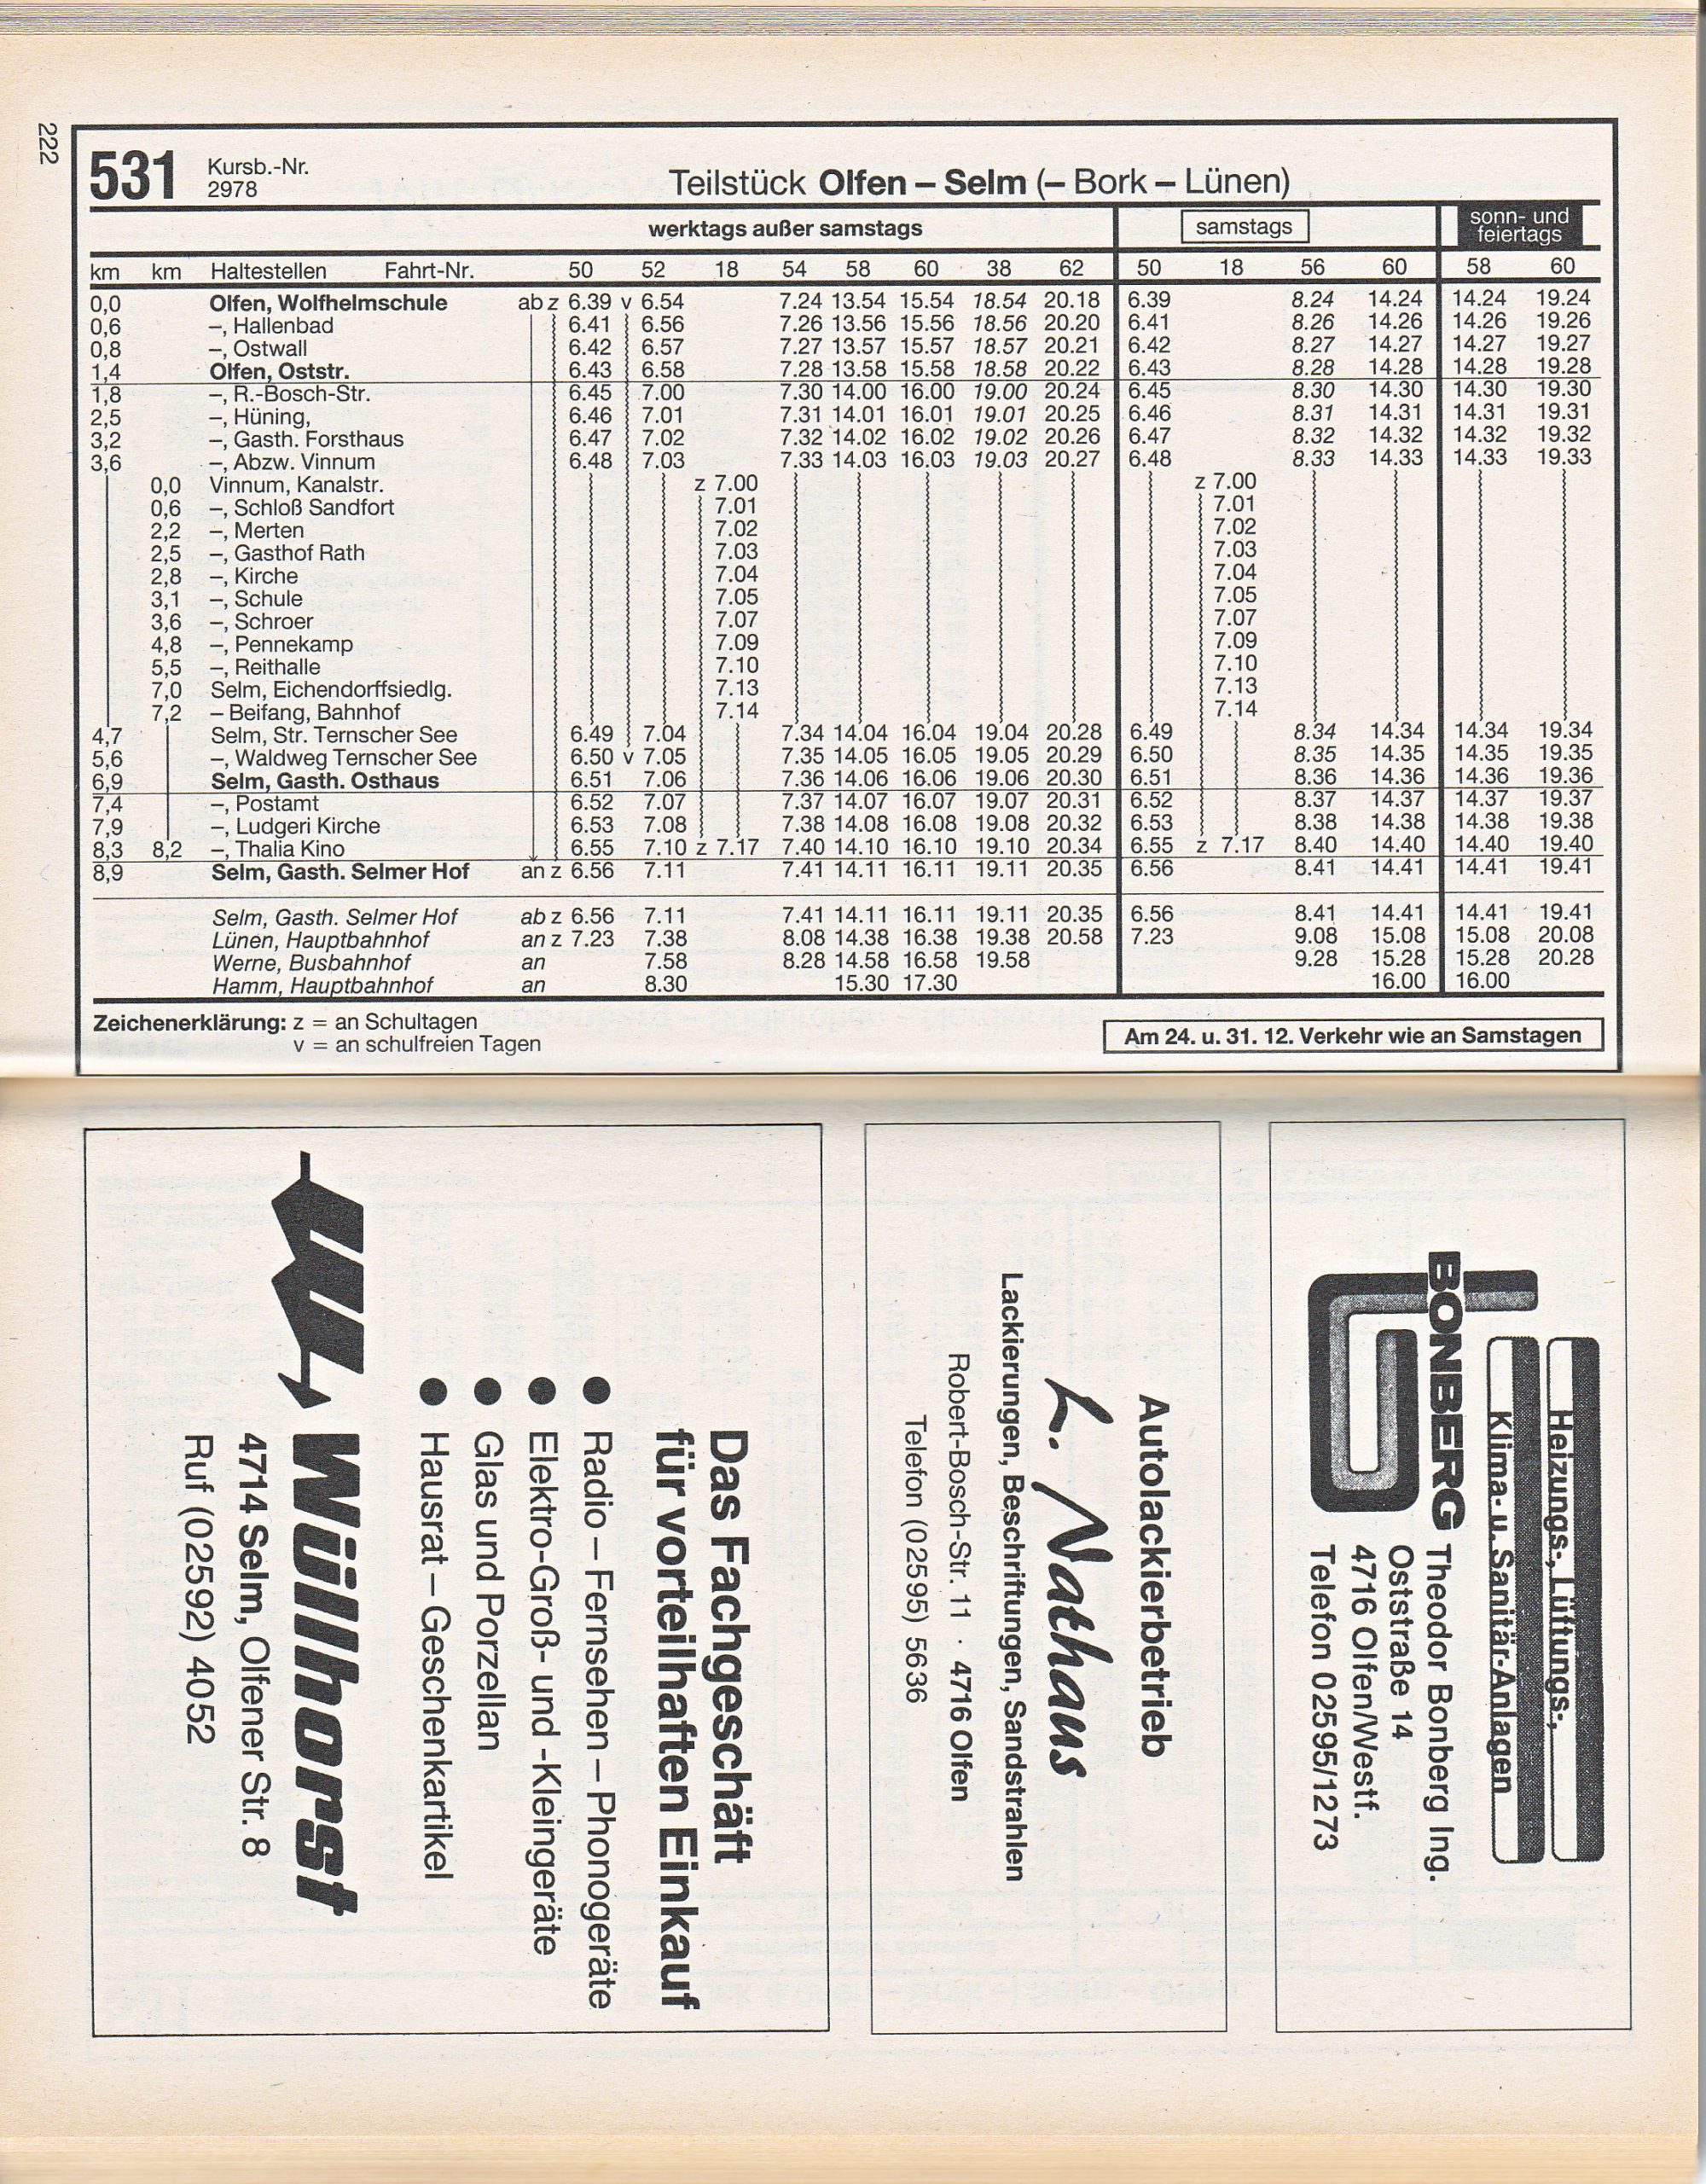 222
531 Kursb.-Nr. 2978 Teilstück Olfen – Selm (– Bork – Lünen)
werktags außer samstags samstags sonn- und feiertags
km km Haltestellen Fahrt-Nr. 50 52 18 54 58 60 38 62 50 18 56 60 58 60
0,0 Olfen, Wolfhelmschule ab z 6.39 v 6.54 7.24 13.54 15.54 18.54 20.18 6.39 8.24 14.24 14.24 19.24
0,6 –, Hallenbad 6.41 6.56 7.26 13.56 15.56 18.56 20.20 6.41 8.26 14.26 14.26 19.26
0,8 –, Ostwall 6.42 6.57 7.27 13.57 15.57 18.57 20.21 6.42 8.27 14.27 14.27 19.27
1,4 Olfen, Oststr. 6.43 6.58 7.28 13.58 15.58 18.58 20.22 6.43 8.28 14.28 14.28 19.28
1,8 –, R.-Bosch-Str. 6.45 7.00 7.30 14.00 16.00 19.00 20.24 6.45 8.30 14.30 14.30 19.30
2,5 –, Hüning, 6.46 7.01 7.31 14.01 16.01 19.01 20.25 6.46 8.31 14.31 14.31 19.31
3,2 –, Gasth. Forsthaus 6.47 7.02 7.32 14.02 16.02 19.02 20.26 6.47 8.32 14.32 14.32 19.32
3,6 –, Abzw. Vinnum 6.48 7.03 7.33 14.03 16.03 19.03 20.27 6.48 8.33 14.33 14.33 19.33
0,0 Vinnum, Kanalstr. z 7.00 z 7.00
0,6 –, Schloß Sandfort 7.01 7.01
2,2 –, Merten 7.02 7.02
2,5 –, Gasthof Rath 7.03 7.03
2,8 –, Kirche 7.04 7.04
3,1 –, Schule 7.05 7.05
3,6 –, Schroer 7.07 7.07
4,8 –, Pennekamp 7.09 7.09
5,5 –, Reithalle 7.10 7.10
7,0 Selm, Eichendorffsiedlg. 7.13 7.13
7,2 – Beifang, Bahnhof 7.14 7.14
4,7 Selm, Str. Ternscher See 6.49 7.04 7.34 14.04 16.04 19.04 20.28 6.49 8.34 14.34 14.34 19.34
5,6 –, Waldweg Ternscher See 6.50 v 7.05 7.35 14.05 16.05 19.05 20.29 6.50 8.35 14.35 14.35 19.35
6,9 Selm, Gasth. Osthaus 6.51 7.06 7.36 14.06 16.06 19.06 20.30 6.51 8.36 14.36 14.36 19.36
7,4 –, Postamt 6.52 7.07 7.37 14.07 16.07 19.07 20.31 6.52 8.37 14.37 14.37 19.37
7,9 –, Ludgeri Kirche 6.53 7.08 7.38 14.08 16.08 19.08 20.32 6.53 8.38 14.38 14.38 19.38
8,3 8,2 –, Thalia Kino 6.55 7.10 z 7.17 7.40 14.10 16.10 19.10 20.34 6.55 z 7.17 8.40 14.40 14.40 19.40
8,9 Selm, Gasth. Selmer Hof an z 6.56 7.11 7.41 14.11 16.11 19.11 20.35 6.56 8.41 14.41 14.41 19.41
Selm, Gasth. Selmer Hof ab z 6.56 7.11 7.41 14.11 16.11 19.11 20.35 6.56 8.41 14.41 14.41 19.41
Lünen, Hauptbahnhof an z 7.23 7.38 8.08 14.38 16.38 19.38 20.58 7.23 9.08 15.08 15.08 20.08
Werne, Busbahnhof an 7.58 8.28 14.58 16.58 19.58 9.28 15.28 15.28 20.28
Hamm, Hauptbahnhof an 8.30 15.30 17.30 16.00 16.00
Zeichenerklärung: z = an Schultagen
v = an schulfreien Tagen
Am 24. u. 31. 12. Verkehr wie an Samstagen
Heizungs-, Lüftungs-,
Klima- u. Sanitär-Anlagen
BONBERG
Theodor Bonberg Ing.
Oststraße 14
4716 Olfen/Westf.
Telefon 02595/1273
Autolackierbetrieb
L. Nathaus
Lackierungen, Beschriftungen, Sandstrahlen
Robert-Bosch-Str. 11 · 4716 Olfen
Telefon (02595) 5636
Das Fachgeschäft
für vorteilhaften Einkauf
● Radio – Fernsehen – Phonogeräte
● Elektro-Groß- und -Kleingeräte
● Glas und Porzellan
● Hausrat – Geschenkartikel
W Wüllhorst
4714 Selm, Olfener Str. 8
Ruf (02592) 4052